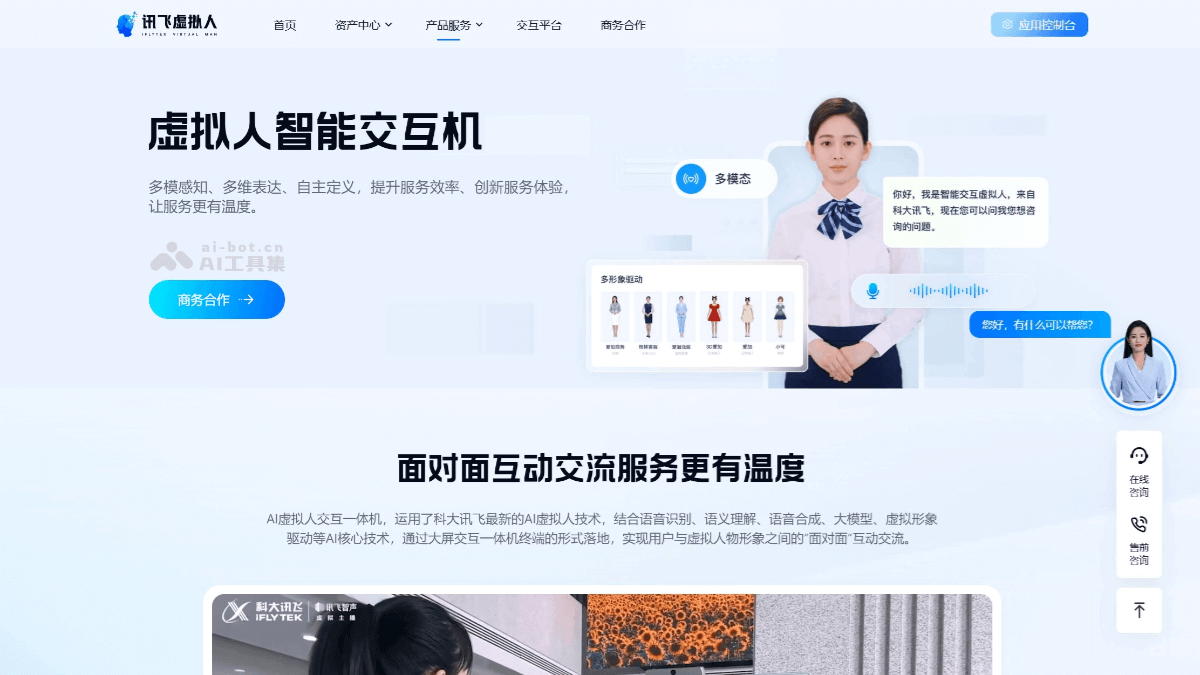 讯飞虚拟人
IFLYTEK VIRTUAL MAN
首页
资产中心
产品服务
交互平台
商务合作
应用控制台
虚拟人智能交互机
多模感知、多维表达、自主定义，提升服务效率、创新服务体验，
让服务更有温度。
ai-bot.cn
AI工具集
商务合作
多模态
你好，我是智能交互虚拟人，来自
科大讯飞，现在您可以问我您想咨
询的问题。
多形象驱动
您好，有什么可以帮您?
在线
咨询
售前
咨询
面对面互动交流服务更有温度
AI虚拟人交互一体机，运用了科大讯飞最新的AI虚拟人技术，结合语音识别、语义理解、语音合成、大模型、虚拟形象
驱动等AI核心技术，通过大屏交互一体机终端的形式落地，实现用户与虚拟人物形象之间的“面对面”互动交流。
科大讯飞
iFLYTEK
讯飞智声
虚拟主播